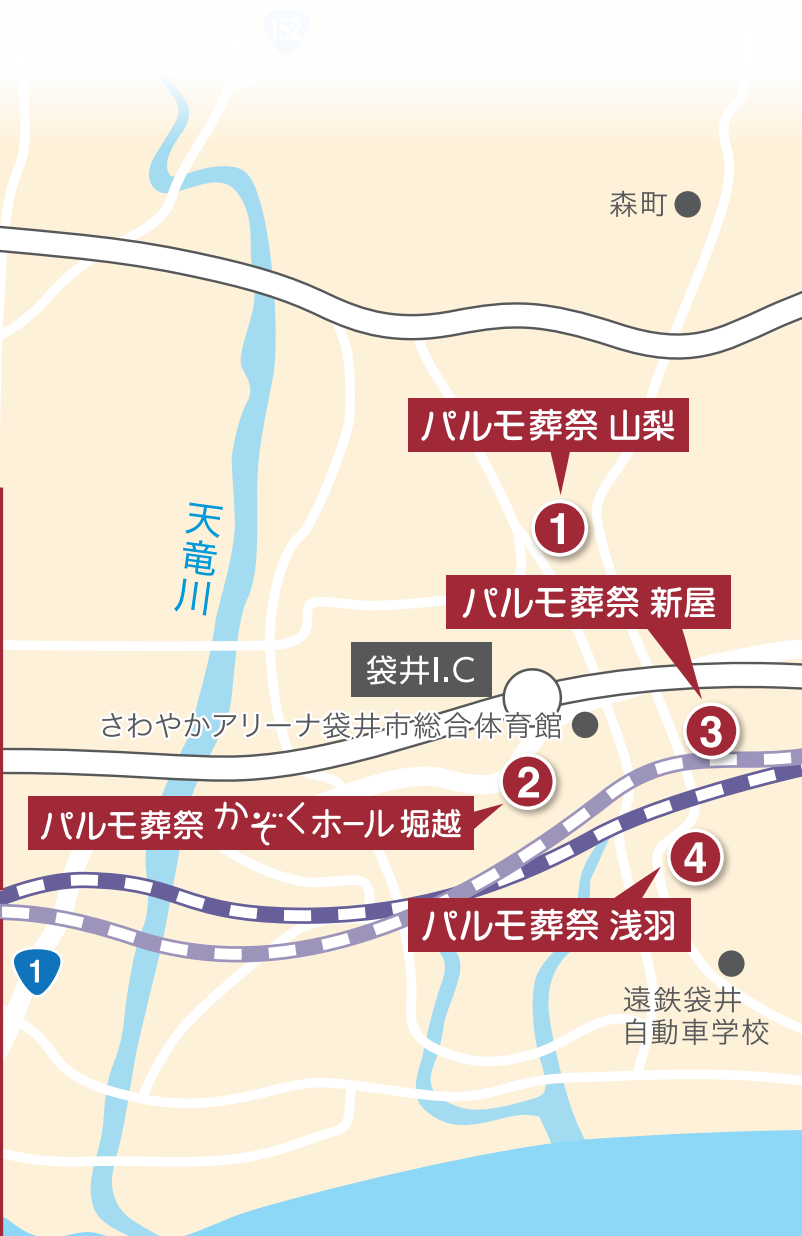 152
森町
パルモ葬祭 山梨
1
天竜川
パルモ葬祭 新屋
袋井I.C
さわやかアリーナ袋井市総合体育館
3
2
パルモ葬祭 かぞくホール 堀越
4
パルモ葬祭 浅羽
1
遠鉄袋井
自動車学校